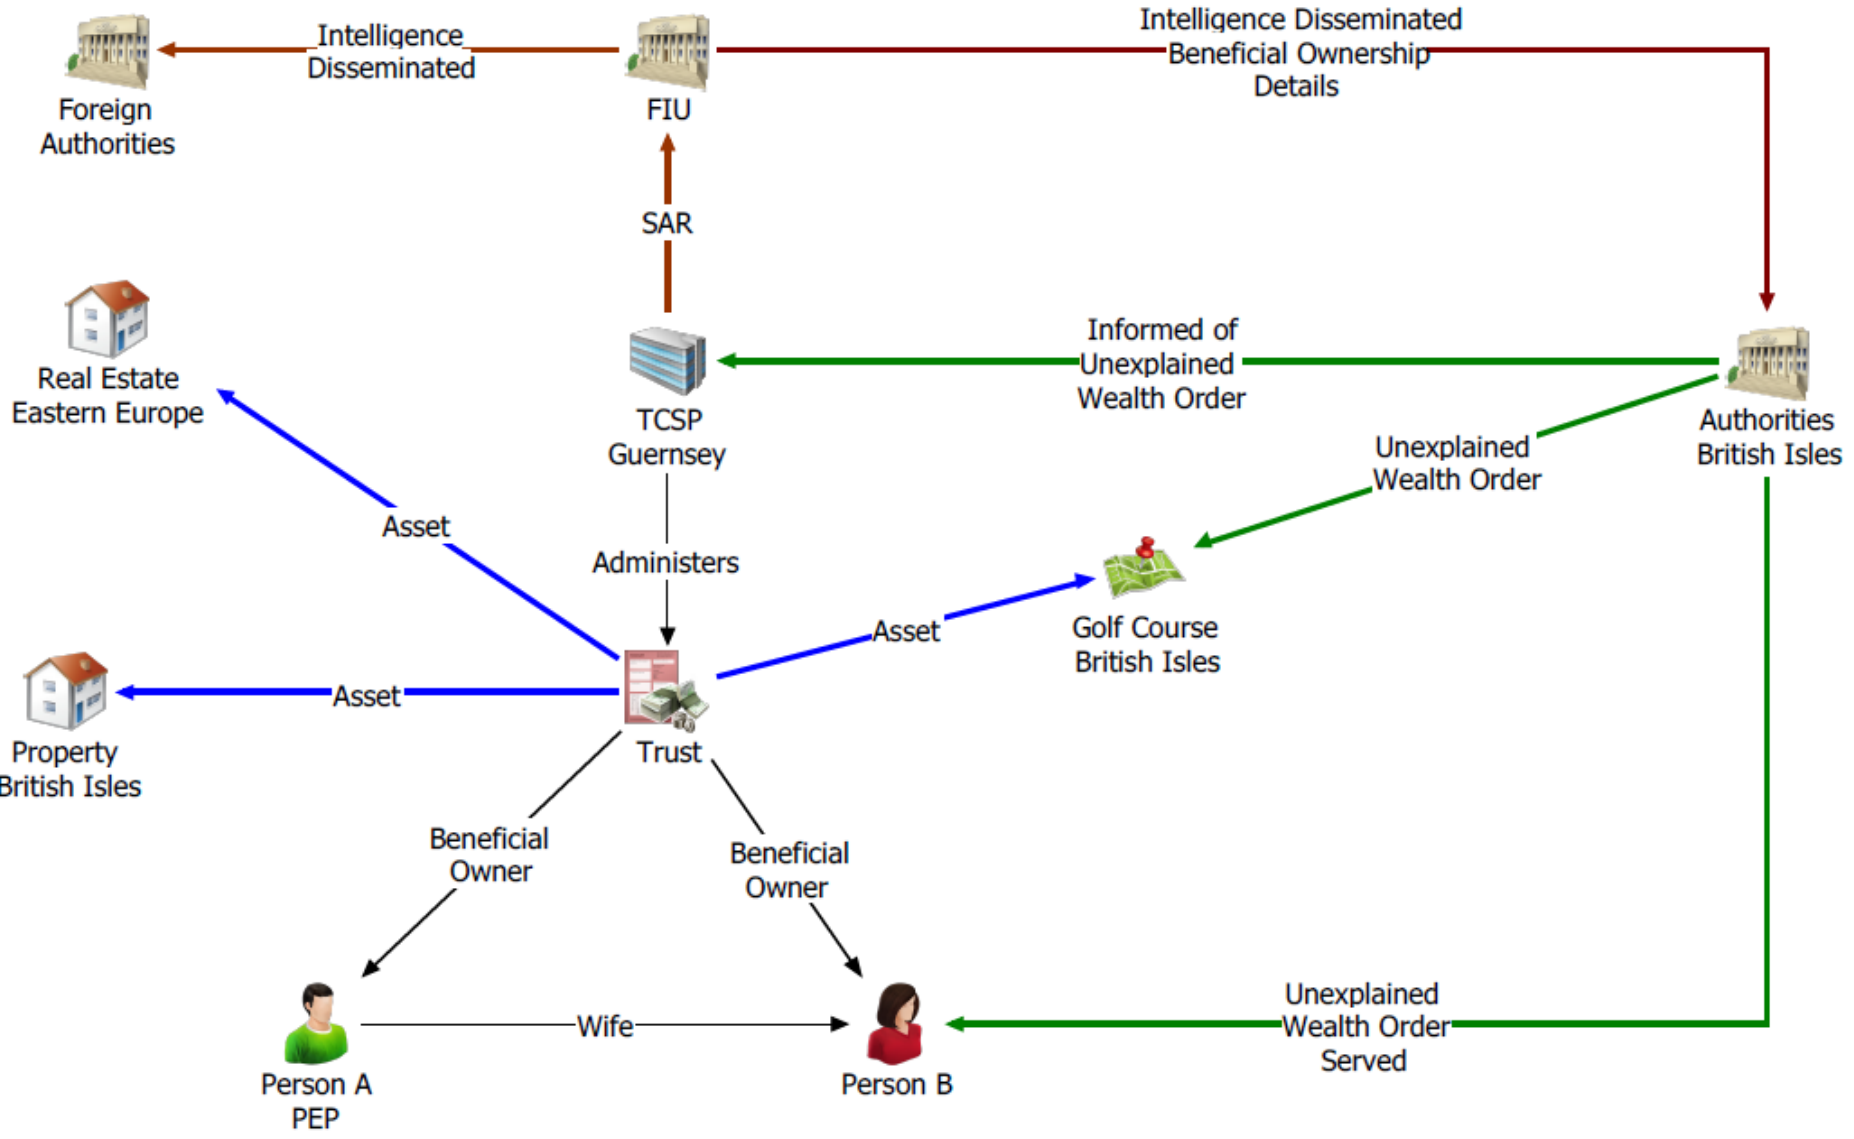 Intelligence
Disseminated
Foreign
Authorities
FIU
Intelligence Disseminated
Beneficial Ownership
Details
SAR
Real Estate
Eastern Europe
TCSP
Guernsey
Informed of
Unexplained
Wealth Order
Authorities
British Isles
Unexplained
Wealth Order
Asset
Administers
Asset
Golf Course
British Isles
Asset
Property
British Isles
Trust
Beneficial
Owner
Beneficial
Owner
Wife
Unexplained
Wealth Order
Served
Person A
PEP
Person B